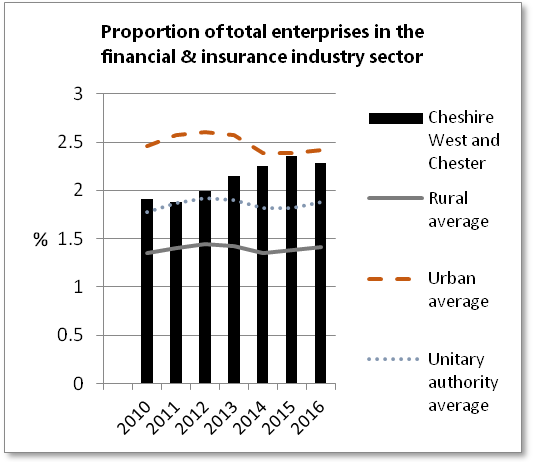 Proportion of total enterprises in the
financial & insurance industry sector
3
2.5
2
1.5
1
0.5
0
%
2010
2011
2012
2013
2014
2015
2016
Cheshire
West and
Chester
Rural
average
Urban
average
Unitary
authority
average